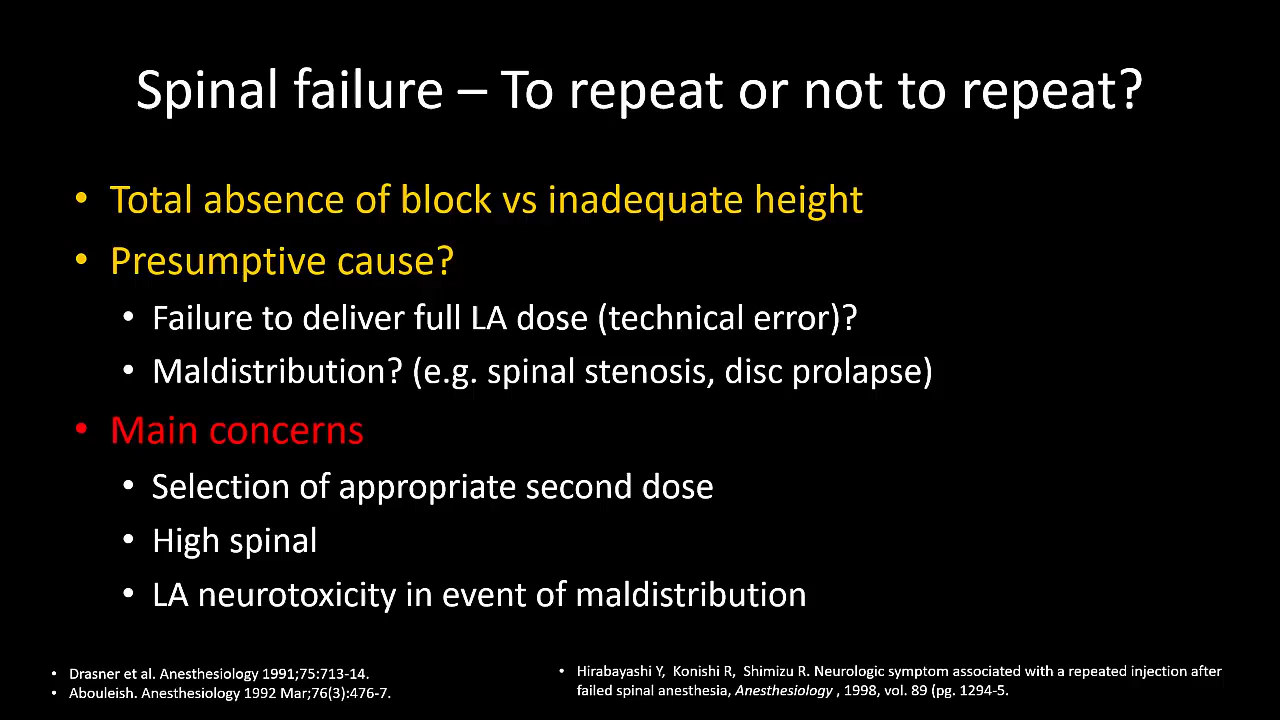 Spinal failure – To repeat or not to repeat?
• Total absence of block vs inadequate height
• Presumptive cause?
• Failure to deliver full LA dose (technical error)?
• Maldistribution? (e.g. spinal stenosis, disc prolapse)
• Main concerns
• Selection of appropriate second dose
• High spinal
• LA neurotoxicity in event of maldistribution
• Drasner et al. Anesthesiology 1991;75:713-14.
• Abouleish. Anesthesiology 1992 Mar;76(3):476-7.
• Hirabayashi Y, Konishi R, Shimizu R. Neurologic symptom associated with a repeated injection after
failed spinal anesthesia, Anesthesiology , 1998, vol. 89 (pg. 1294-5.